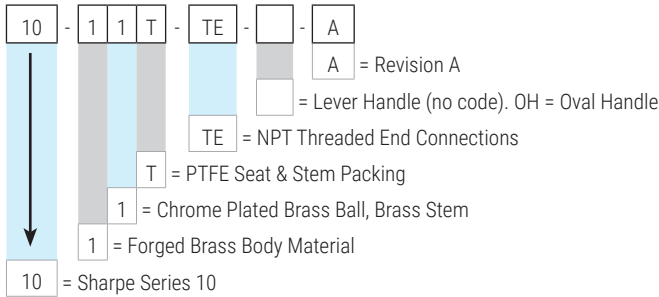 10 - 1 1 T - TE - - A
A = Revision A
= Lever Handle (no code). OH = Oval Handle
TE = NPT Threaded End Connections
T = PTFE Seat & Stem Packing
1 = Chrome Plated Brass Ball, Brass Stem
1 = Forged Brass Body Material
10 = Sharpe Series 10